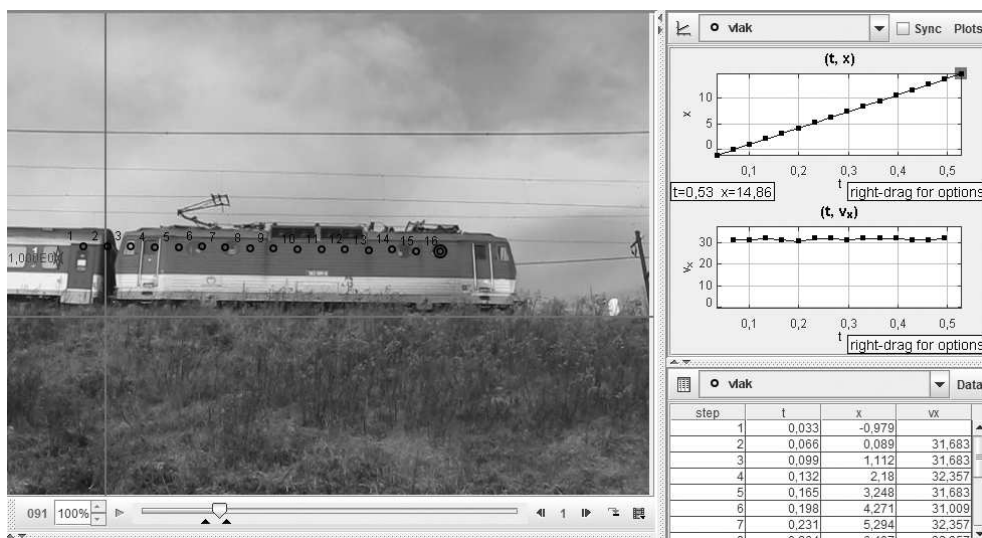 vlak
Sync Plots
(t, x)
x
10
5
0
0,1 0,2 0,3 0,4 0,5
t
t=0,53 x=14,86
right-drag for options
(t, vx)
vx
30
20
10
0
0,1 0,2 0,3 0,4 0,5
t
right-drag for options
1 2 3 4 5 6 7 8 9 10 11 12 13 14 15 16
091 100% 1
vlak
Data
step t x vx
1 0,033 -0,979
2 0,066 0,089 31,683
3 0,099 1,112 31,683
4 0,132 2,18 32,357
5 0,165 3,248 31,683
6 0,198 4,271 31,009
7 0,231 5,294 32,357